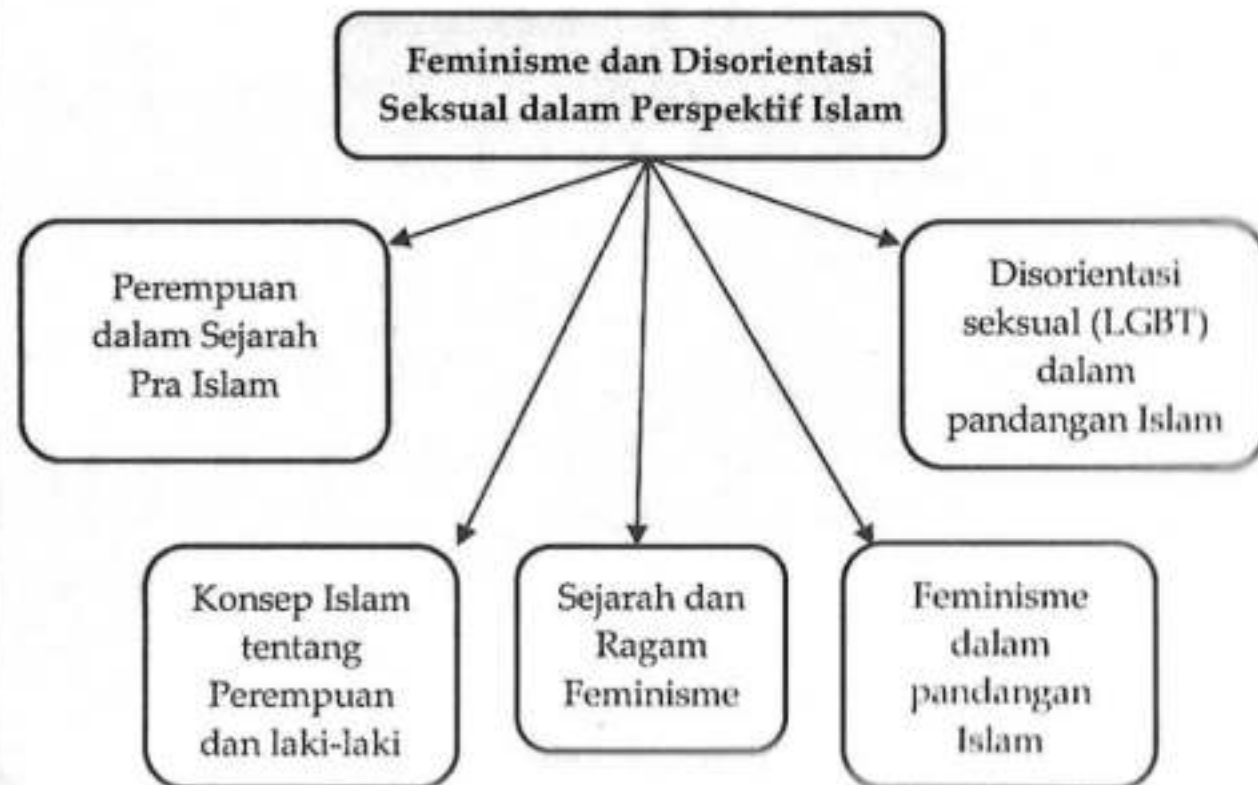 Feminisme dan Disorientasi
Seksual dalam Perspektif Islam
Perempuan
dalam Sejarah
Pra Islam
Disorientasi
seksual (LGBT)
dalam
pandangan Islam
Konsep Islam
tentang
Perempuan
dan laki-laki
Sejarah dan
Ragam
Feminisme
Feminisme
dalam
pandangan
Islam